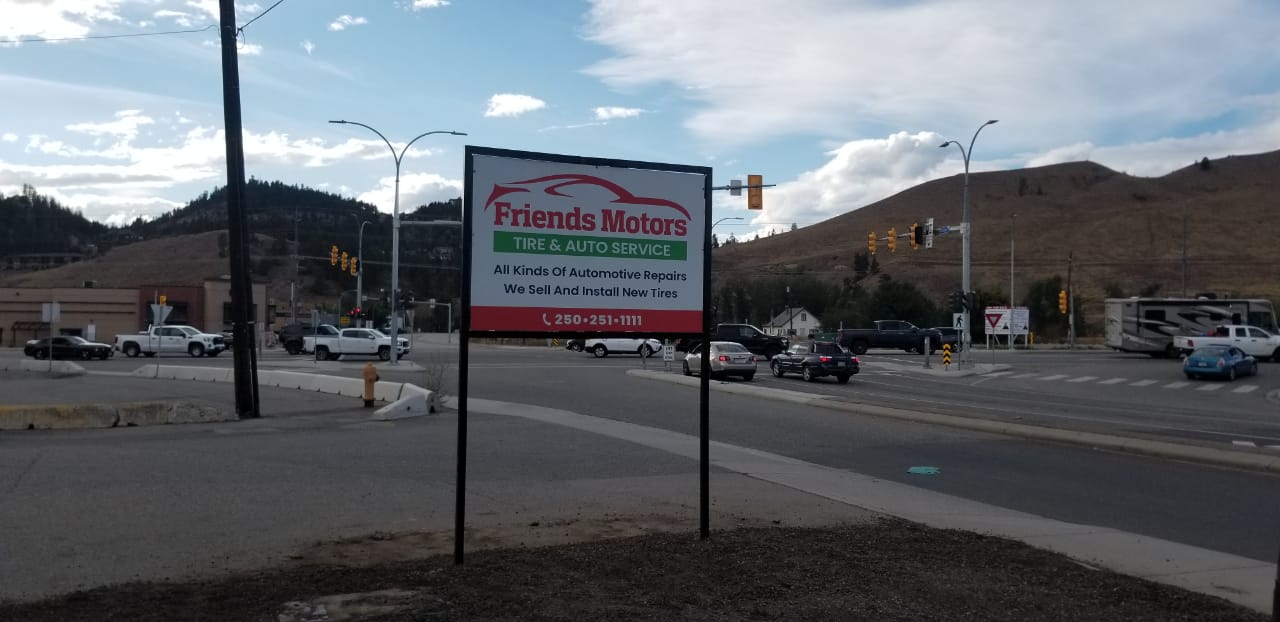 Friends Motors
TIRE & AUTO SERVICE
All Kinds Of Automotive Repairs
We Sell And Install New Tires
250•251•1111